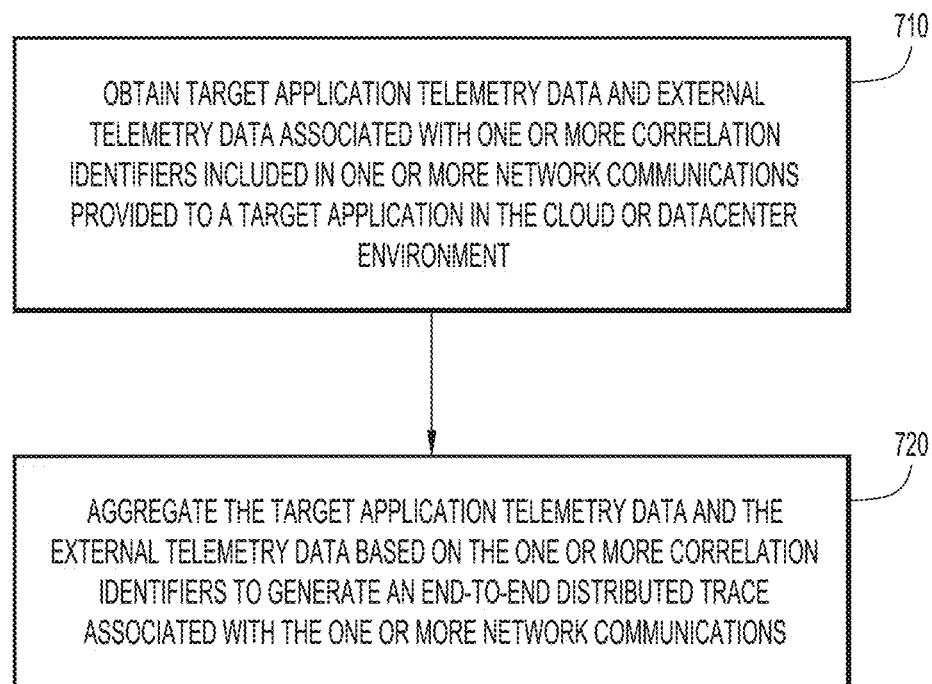 710
OBTAIN TARGET APPLICATION TELEMETRY DATA AND EXTERNAL
TELEMETRY DATA ASSOCIATED WITH ONE OR MORE CORRELATION
IDENTIFIERS INCLUDED IN ONE OR MORE NETWORK COMMUNICATIONS
PROVIDED TO A TARGET APPLICATION IN THE CLOUD OR DATACENTER
ENVIRONMENT
720
AGGREGATE THE TARGET APPLICATION TELEMETRY DATA AND THE
EXTERNAL TELEMETRY DATA BASED ON THE ONE OR MORE CORRELATION
IDENTIFIERS TO GENERATE AN END-TO-END DISTRIBUTED TRACE
ASSOCIATED WITH THE ONE OR MORE NETWORK COMMUNICATIONS